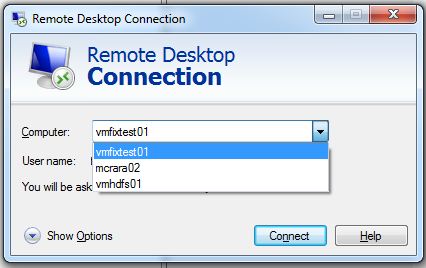 Remote Desktop Connection
Remote Desktop
Connection
Computer: vmfixtest01
vmfixtest01
User name:
mcrara02
You will be ask
vmhdfs01
Show Options
Connect
Help